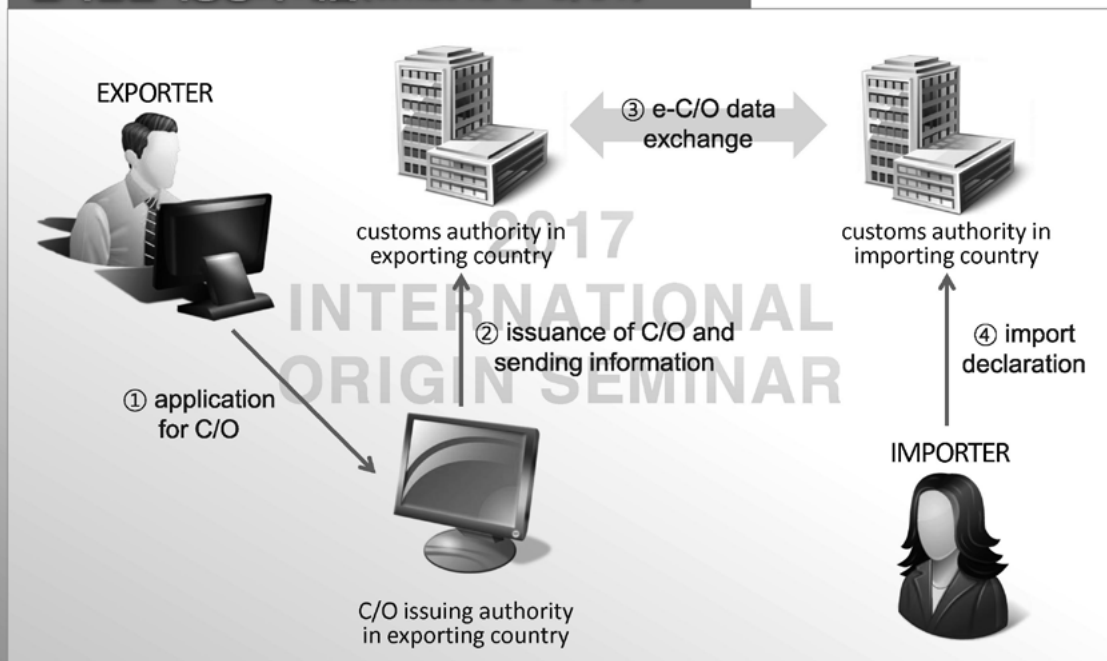 EXPORTER
③ e-C/O data
exchange
customs authority in
exporting country
customs authority in
importing country
2017
INTERNATIONAL
ORIGIN SEMINAR
② issuance of C/O and
sending information
④ import
declaration
① application
for C/O
IMPORTER
C/O issuing authority
in exporting country